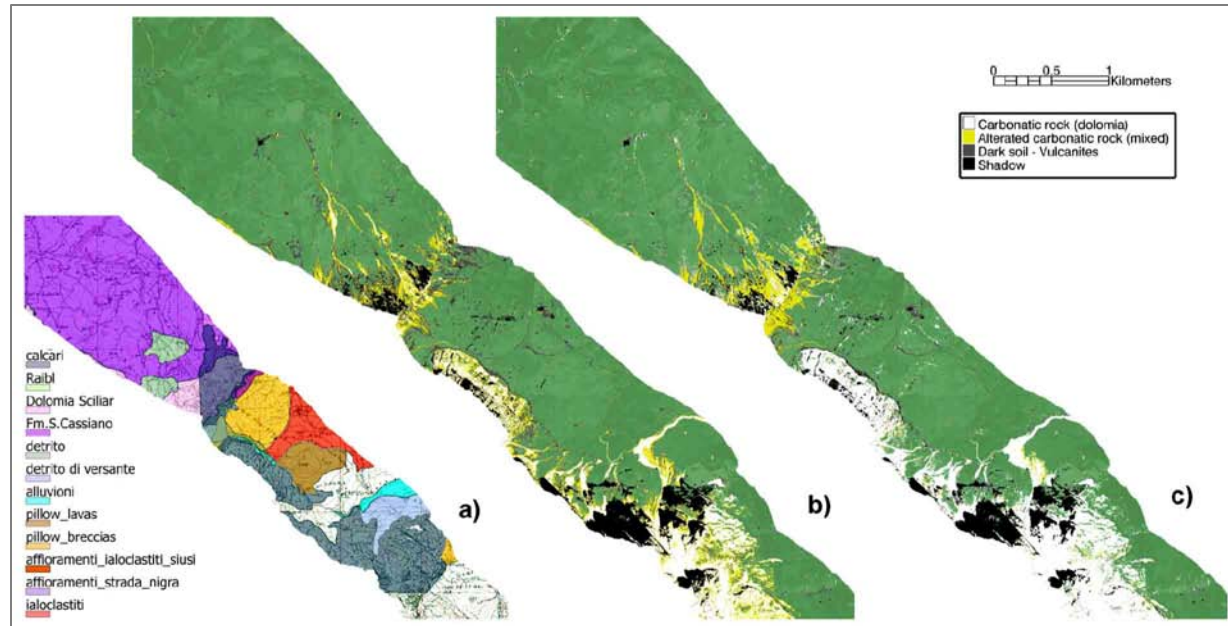 0 0.5 1
Kilometers
Carbonatic rock (dolomia)
Alterated carbonatic rock (mixed)
Dark soil - Vulcanites
Shadow
calcari
Raibl
Dolomia Sciliar
Fm.S.Cassiano
detrito
detrito di versante
alluvioni
pillow_lavas
pillow_breccias
affioramenti_ialoclastiti_siusi
affioramenti_strada_nigra
ialoclastiti
a)
b)
c)